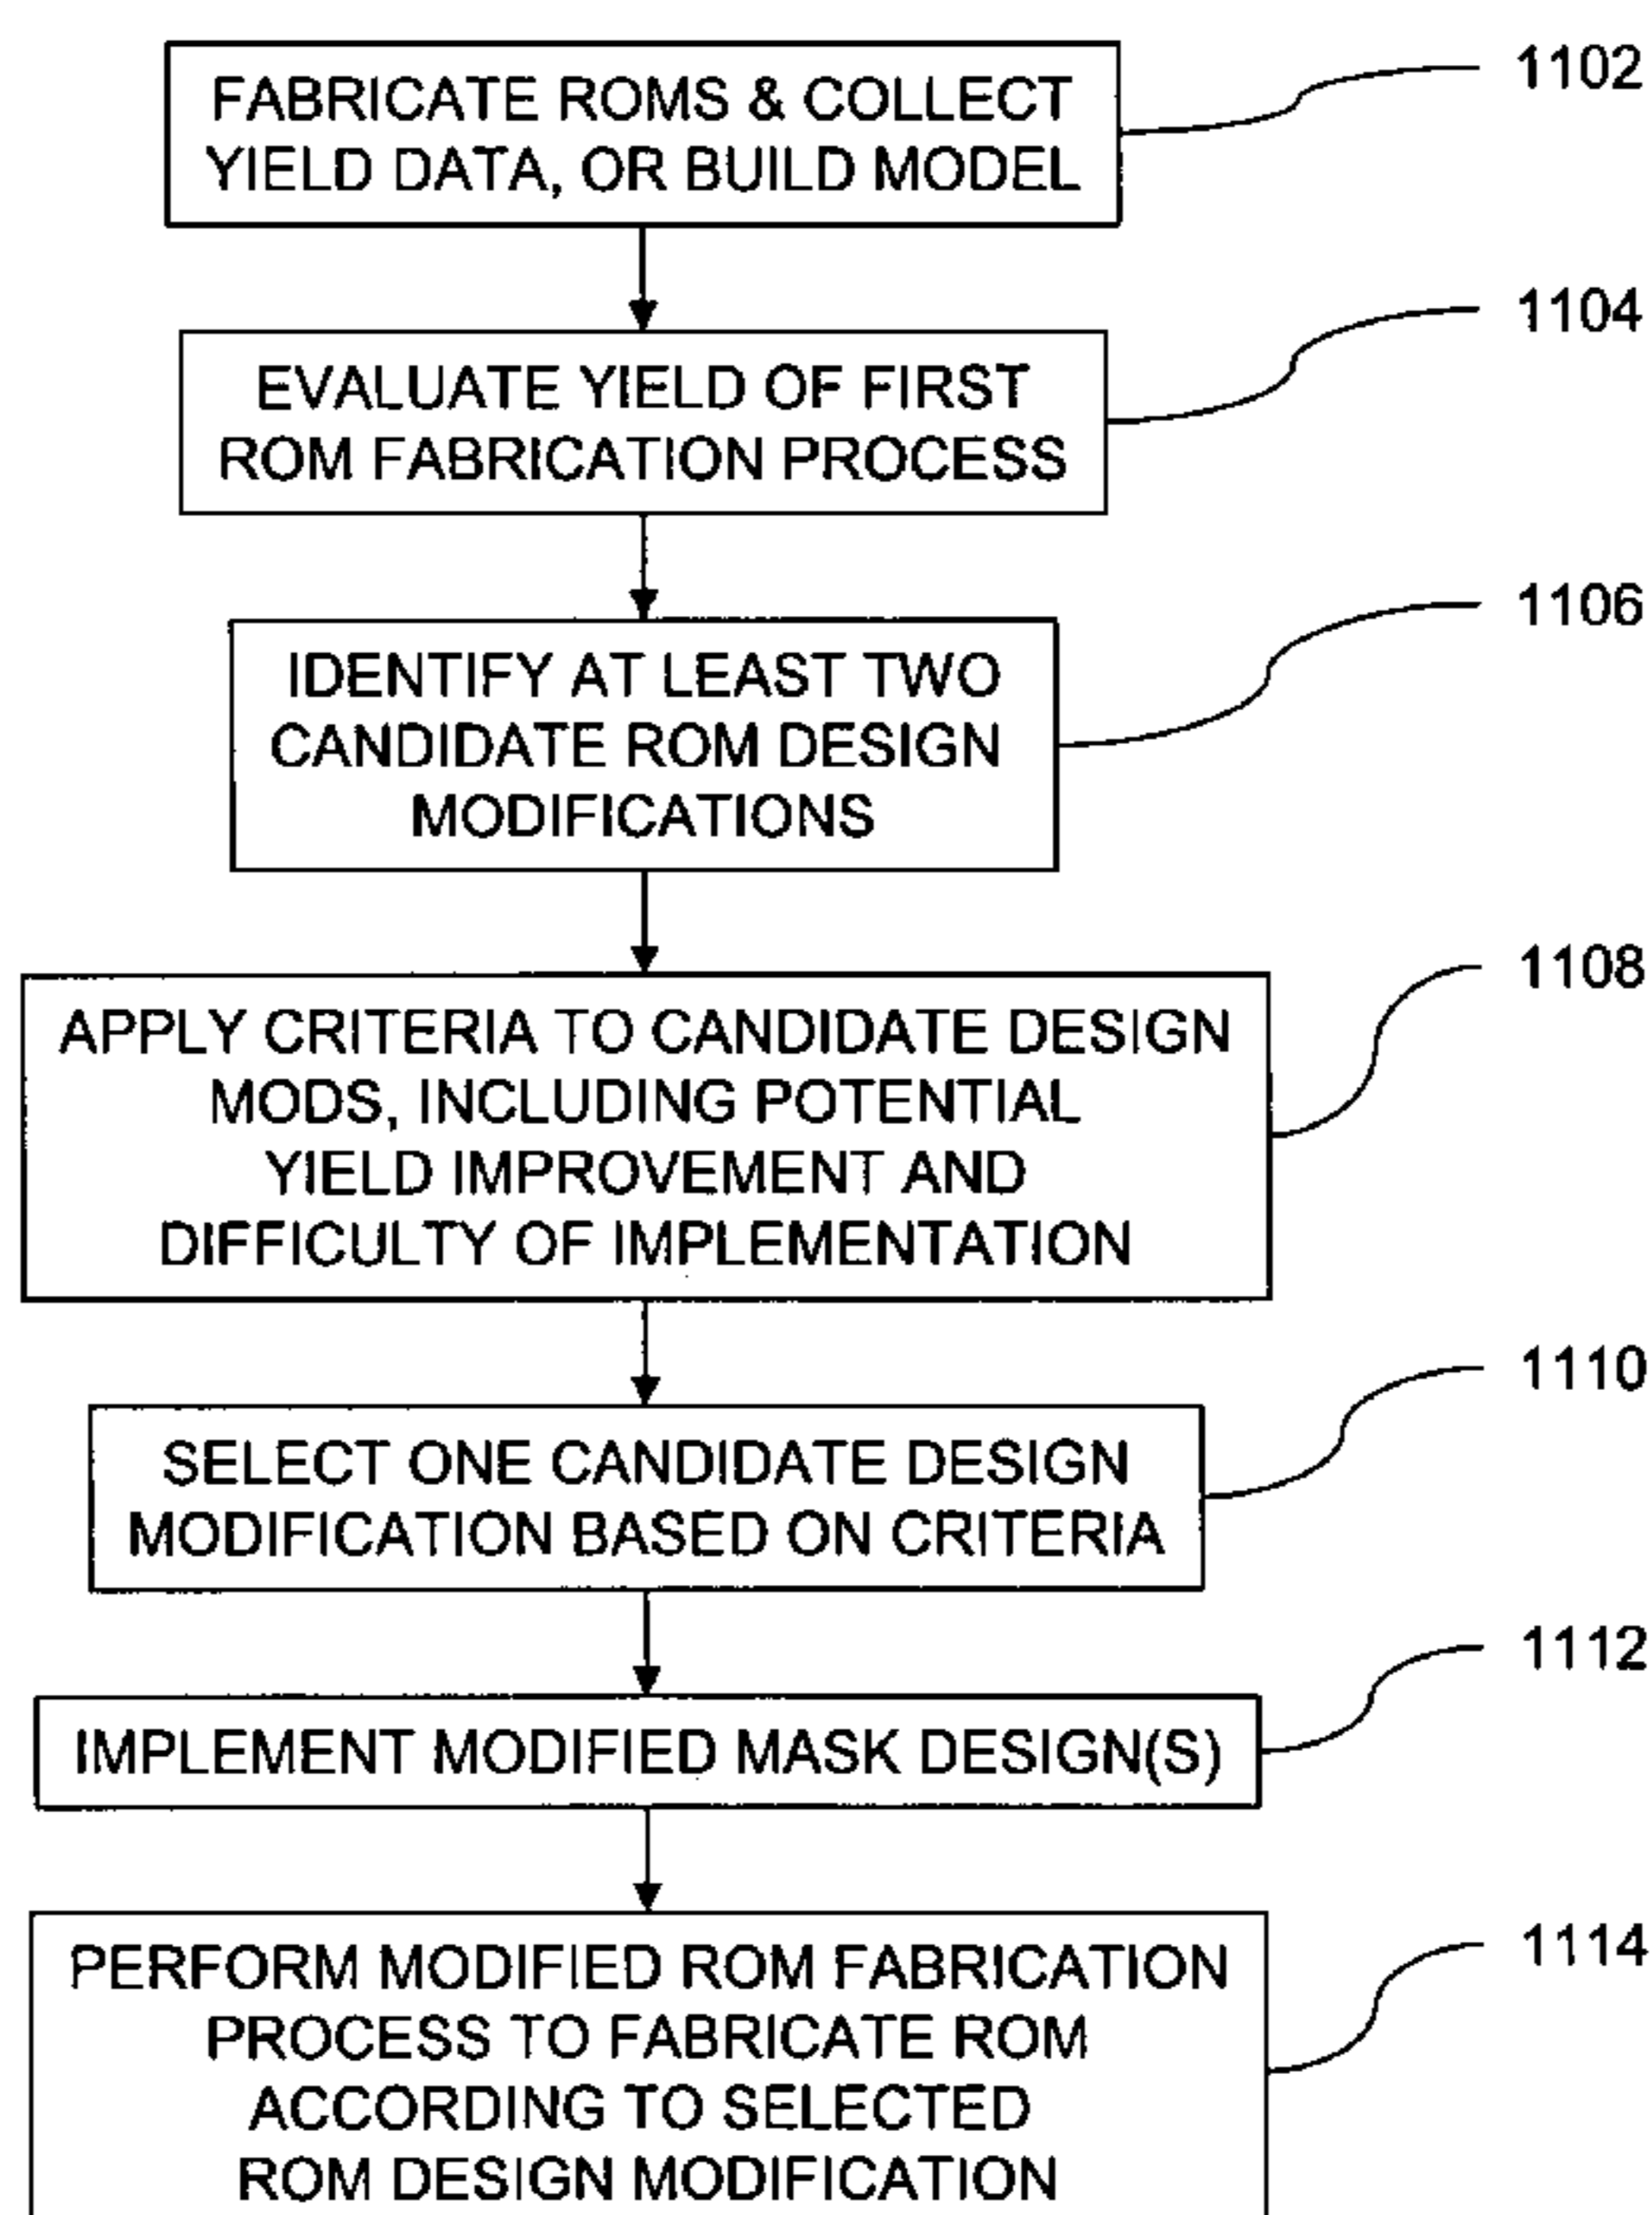 FABRICATE ROMS & COLLECT
YIELD DATA, OR BUILD MODEL
1102
EVALUATE YIELD OF FIRST
ROM FABRICATION PROCESS
1104
IDENTIFY AT LEAST TWO
CANDIDATE ROM DESIGN
MODIFICATIONS
1106
APPLY CRITERIA TO CANDIDATE DESIGN
MODS, INCLUDING POTENTIAL
YIELD IMPROVEMENT AND
DIFFICULTY OF IMPLEMENTATION
1108
SELECT ONE CANDIDATE DESIGN
MODIFICATION BASED ON CRITERIA
1110
IMPLEMENT MODIFIED MASK DESIGN(S)
1112
PERFORM MODIFIED ROM FABRICATION
PROCESS TO FABRICATE ROM
ACCORDING TO SELECTED
ROM DESIGN MODIFICATION
1114